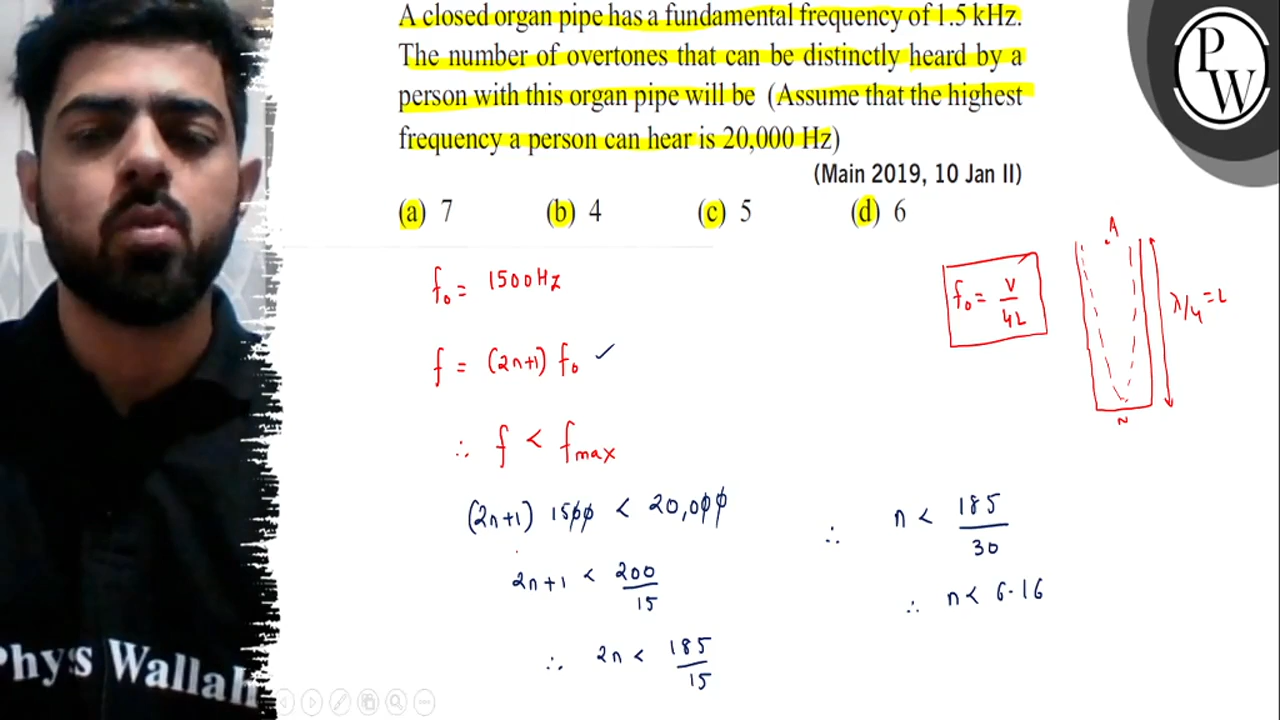 A closed organ pipe has a fundamental frequency of 1.5 kHz.
The number of overtones that can be distinctly heard by a
person with this organ pipe will be (Assume that the highest
frequency a person can hear is 20,000 Hz)
(Main 2019, 10 Jan II)
(a) 7 (b) 4 (c) 5 (d) 6
f₀ = 1500Hz
f = (2n+1) f₀ ✓
∴ f < fmax
(2n+1) 1500 < 20,000
2n+1 < 200/15
∴ 2n < 185/15
∴ n < 185/30
∴ n < 6.16
f₀ = V/4L
A
λ/4 = L
N
PW
Phys Wallah